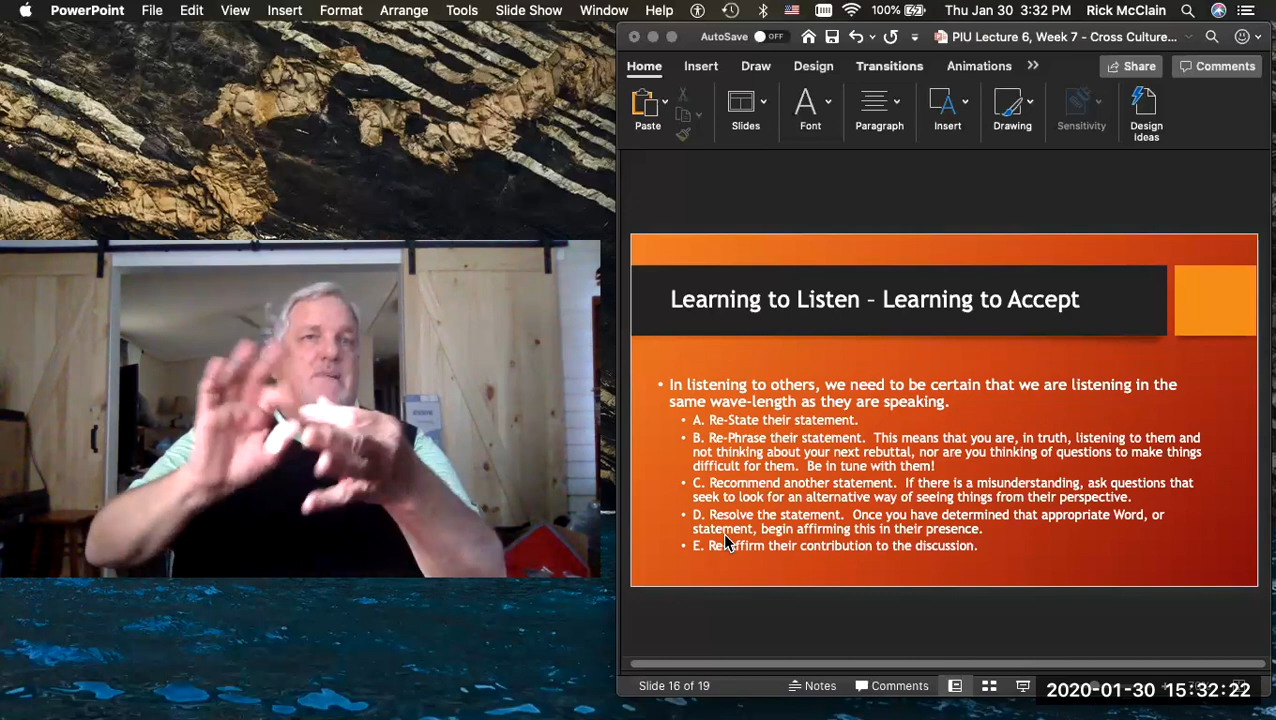 PowerPoint File Edit View Insert Format Arrange Tools Slide Show Window Help 100% Thu Jan 30 3:32 PM Rick McClain
AutoSave OFF PIU Lecture 6, Week 7 - Cross Culture...
Home Insert Draw Design Transitions Animations Share Comments
Paste Slides Font Paragraph Insert Drawing Sensitivity Design Ideas
Learning to Listen – Learning to Accept
• In listening to others, we need to be certain that we are listening in the
same wave-length as they are speaking.
• A. Re-State their statement.
• B. Re-Phrase their statement. This means that you are, in truth, listening to them and
not thinking about your next rebuttal, nor are you thinking of questions to make things
difficult for them. Be in tune with them!
• C. Recommend another statement. If there is a misunderstanding, ask questions that
seek to look for an alternative way of seeing things from their perspective.
• D. Resolve the statement. Once you have determined that appropriate Word, or
statement, begin affirming this in their presence.
• E. Re-affirm their contribution to the discussion.
Slide 16 of 19 Notes Comments
2020-01-30 15:32:22